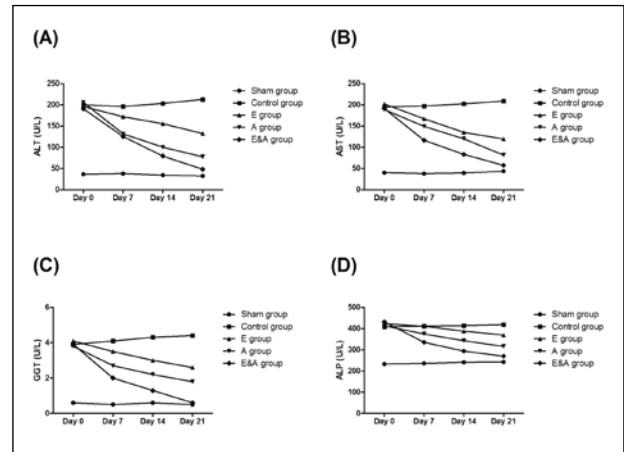 (A)
ALT (U/L)
250
200
150
100
50
0
Day 0 Day 7 Day 14 Day 21
Sham group
Control group
E group
A group
E&A group
(B)
AST (U/L)
250
200
150
100
50
0
Day 0 Day 7 Day 14 Day 21
Sham group
Control group
E group
A group
E&A group
(C)
GGT (U/L)
6
4
2
0
Day 0 Day 7 Day 14 Day 21
Sham group
Control group
E group
A group
E&A group
(D)
ALP (U/L)
500
400
300
200
100
0
Day 0 Day 7 Day 14 Day 21
Sham group
Control group
E group
A group
E&A group